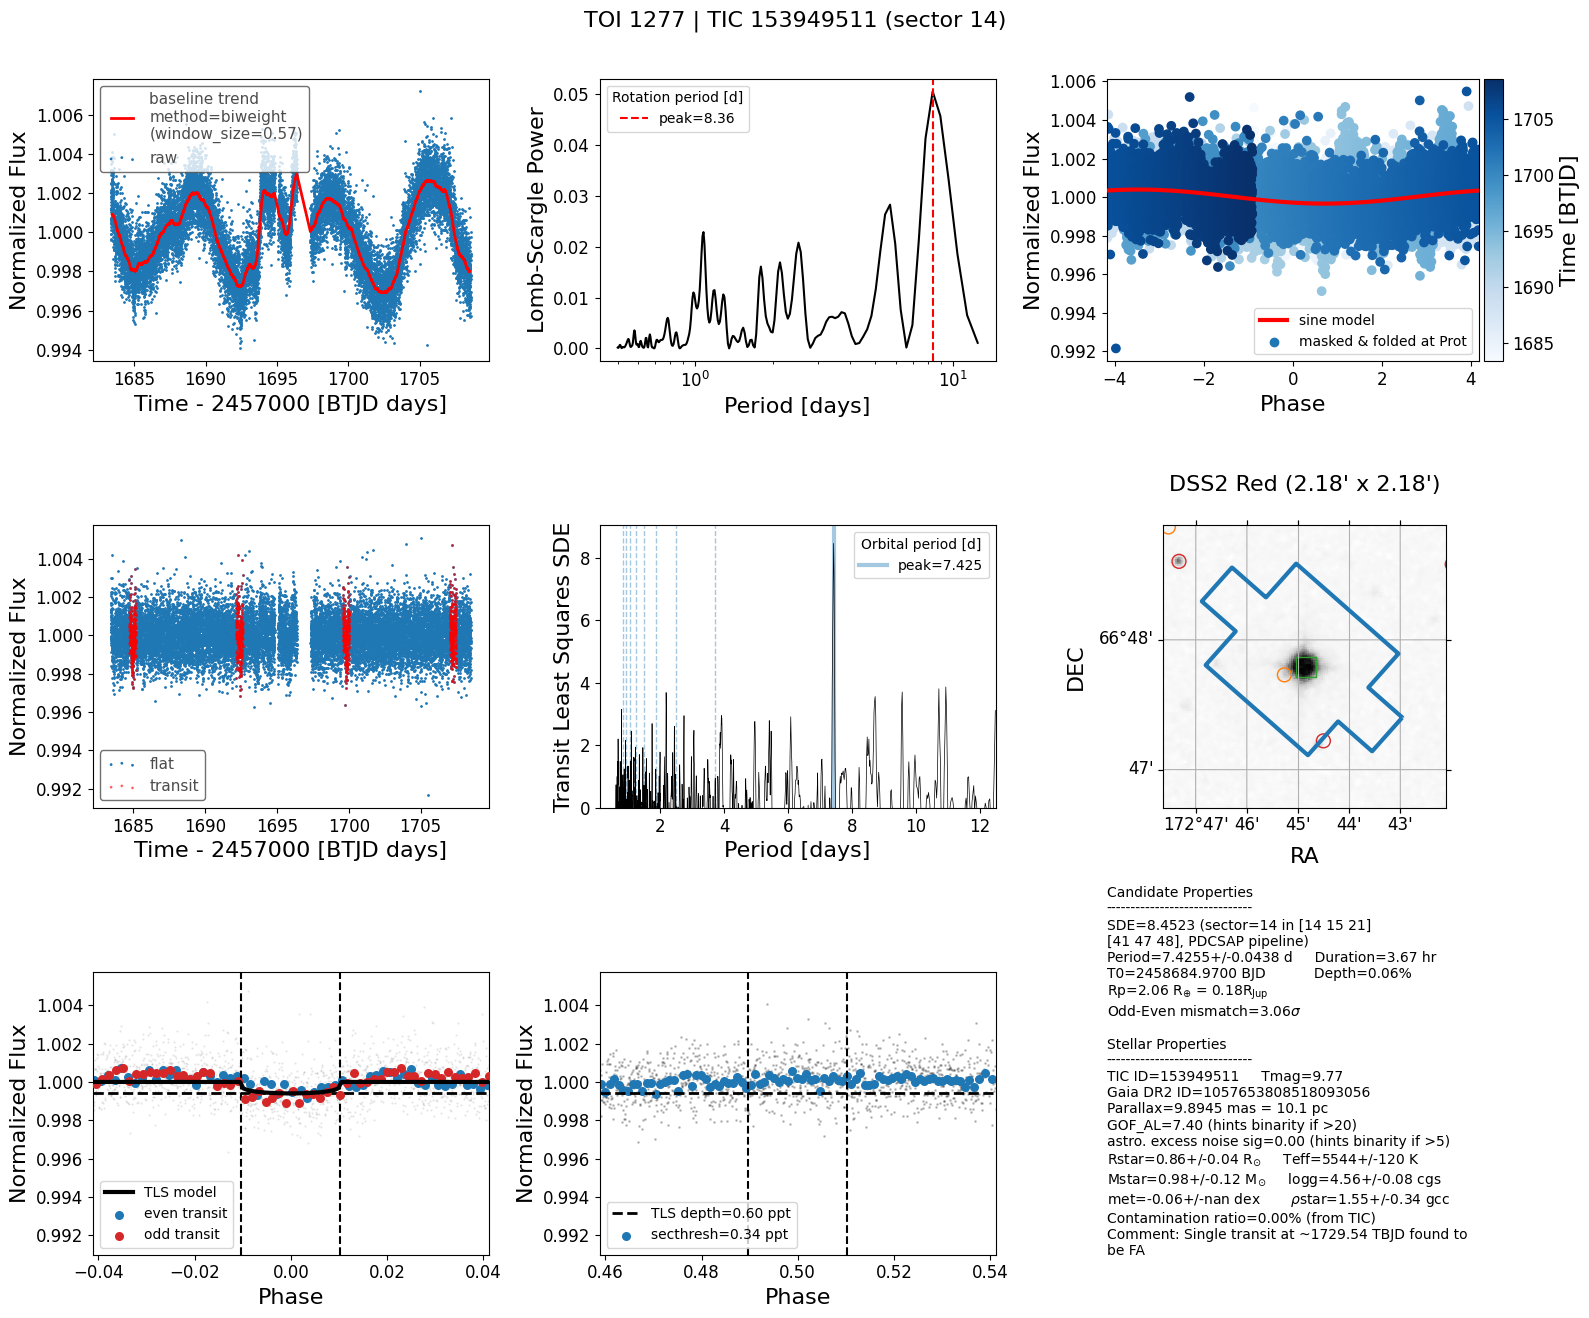 TOI 1277 | TIC 153949511 (sector 14)
Normalized Flux
1.006
1.004
1.002
1.000
0.998
0.996
0.994
baseline trend
method=biweight
(window_size=0.57)
raw
1685 1690 1695 1700 1705
Time - 2457000 [BTJD days]
Lomb-Scargle Power
0.05
0.04
0.03
0.02
0.01
0.00
Rotation period [d]
peak=8.36
10^0 10^1
Period [days]
Normalized Flux
1.006
1.004
1.002
1.000
0.998
0.996
0.994
0.992
sine model
masked & folded at Prot
−4 −2 0 2 4
Phase
1705
1700
1695
1690
1685
Time [BTJD]
Normalized Flux
1.004
1.002
1.000
0.998
0.996
0.994
0.992
flat
transit
1685 1690 1695 1700 1705
Time - 2457000 [BTJD days]
Transit Least Squares SDE
8
6
4
2
0
Orbital period [d]
peak=7.425
2 4 6 8 10 12
Period [days]
DSS2 Red (2.18' x 2.18')
DEC
66°48'
47'
172°47' 46' 45' 44' 43'
RA
Normalized Flux
1.004
1.002
1.000
0.998
0.996
0.994
0.992
TLS model
even transit
odd transit
−0.04 −0.02 0.00 0.02 0.04
Phase
Normalized Flux
1.004
1.002
1.000
0.998
0.996
0.994
0.992
TLS depth=0.60 ppt
secthresh=0.34 ppt
0.46 0.48 0.50 0.52 0.54
Phase
Candidate Properties
------------------------------
SDE=8.4523 (sector=14 in [14 15 21]
[41 47 48], PDCSAP pipeline)
Period=7.4255+/-0.0438 d Duration=3.67 hr
T0=2458684.9700 BJD Depth=0.06%
Rp=2.06 R⊕ = 0.18RJup
Odd-Even mismatch=3.06σ
Stellar Properties
------------------------------
TIC ID=153949511 Tmag=9.77
Gaia DR2 ID=1057653808518093056
Parallax=9.8945 mas = 10.1 pc
GOF_AL=7.40 (hints binarity if >20)
astro. excess noise sig=0.00 (hints binarity if >5)
Rstar=0.86+/-0.04 R⊙ Teff=5544+/-120 K
Mstar=0.98+/-0.12 M⊙ logg=4.56+/-0.08 cgs
met=-0.06+/-nan dex ρstar=1.55+/-0.34 gcc
Contamination ratio=0.00% (from TIC)
Comment: Single transit at ~1729.54 TBJD found to
be FA